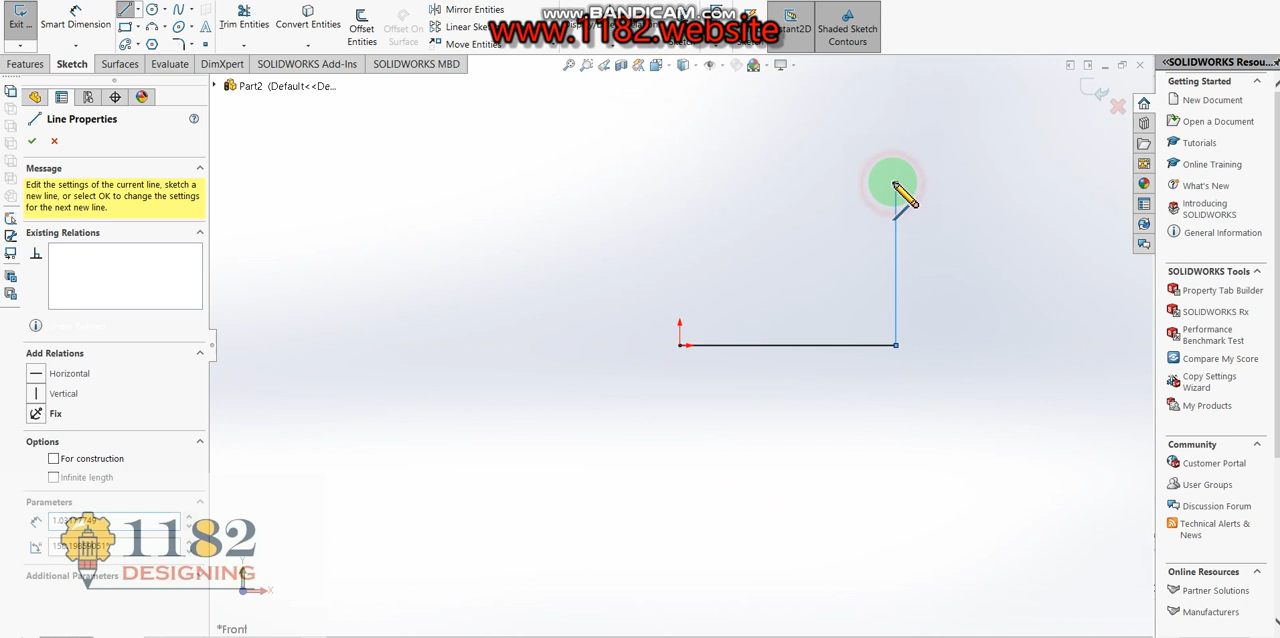 www.BANDICAM.com
www.1182.website
Exit ...
Smart Dimension
Trim Entities
Convert Entities
Offset Entities
Offset On Surface
Mirror Entities
Linear Sk
Move Entities
Instant2D
Shaded Sketch Contours
Features
Sketch
Surfaces
Evaluate
DimXpert
SOLIDWORKS Add-Ins
SOLIDWORKS MBD
Part2 (Default<<De...
Line Properties
Message
Edit the settings of the current line, sketch a
new line, or select OK to change the settings
for the next new line.
Existing Relations
Add Relations
Horizontal
Vertical
Fix
Options
For construction
Infinite length
Parameters
Additional Parameters
1182
DESIGNING
X
*Front
SOLIDWORKS Resou...
Getting Started
New Document
Open a Document
Tutorials
Online Training
What's New
Introducing
SOLIDWORKS
General Information
SOLIDWORKS Tools
Property Tab Builder
SOLIDWORKS Rx
Performance
Benchmark Test
Compare My Score
Copy Settings
Wizard
My Products
Community
Customer Portal
User Groups
Discussion Forum
Technical Alerts &
News
Online Resources
Partner Solutions
Manufacturers